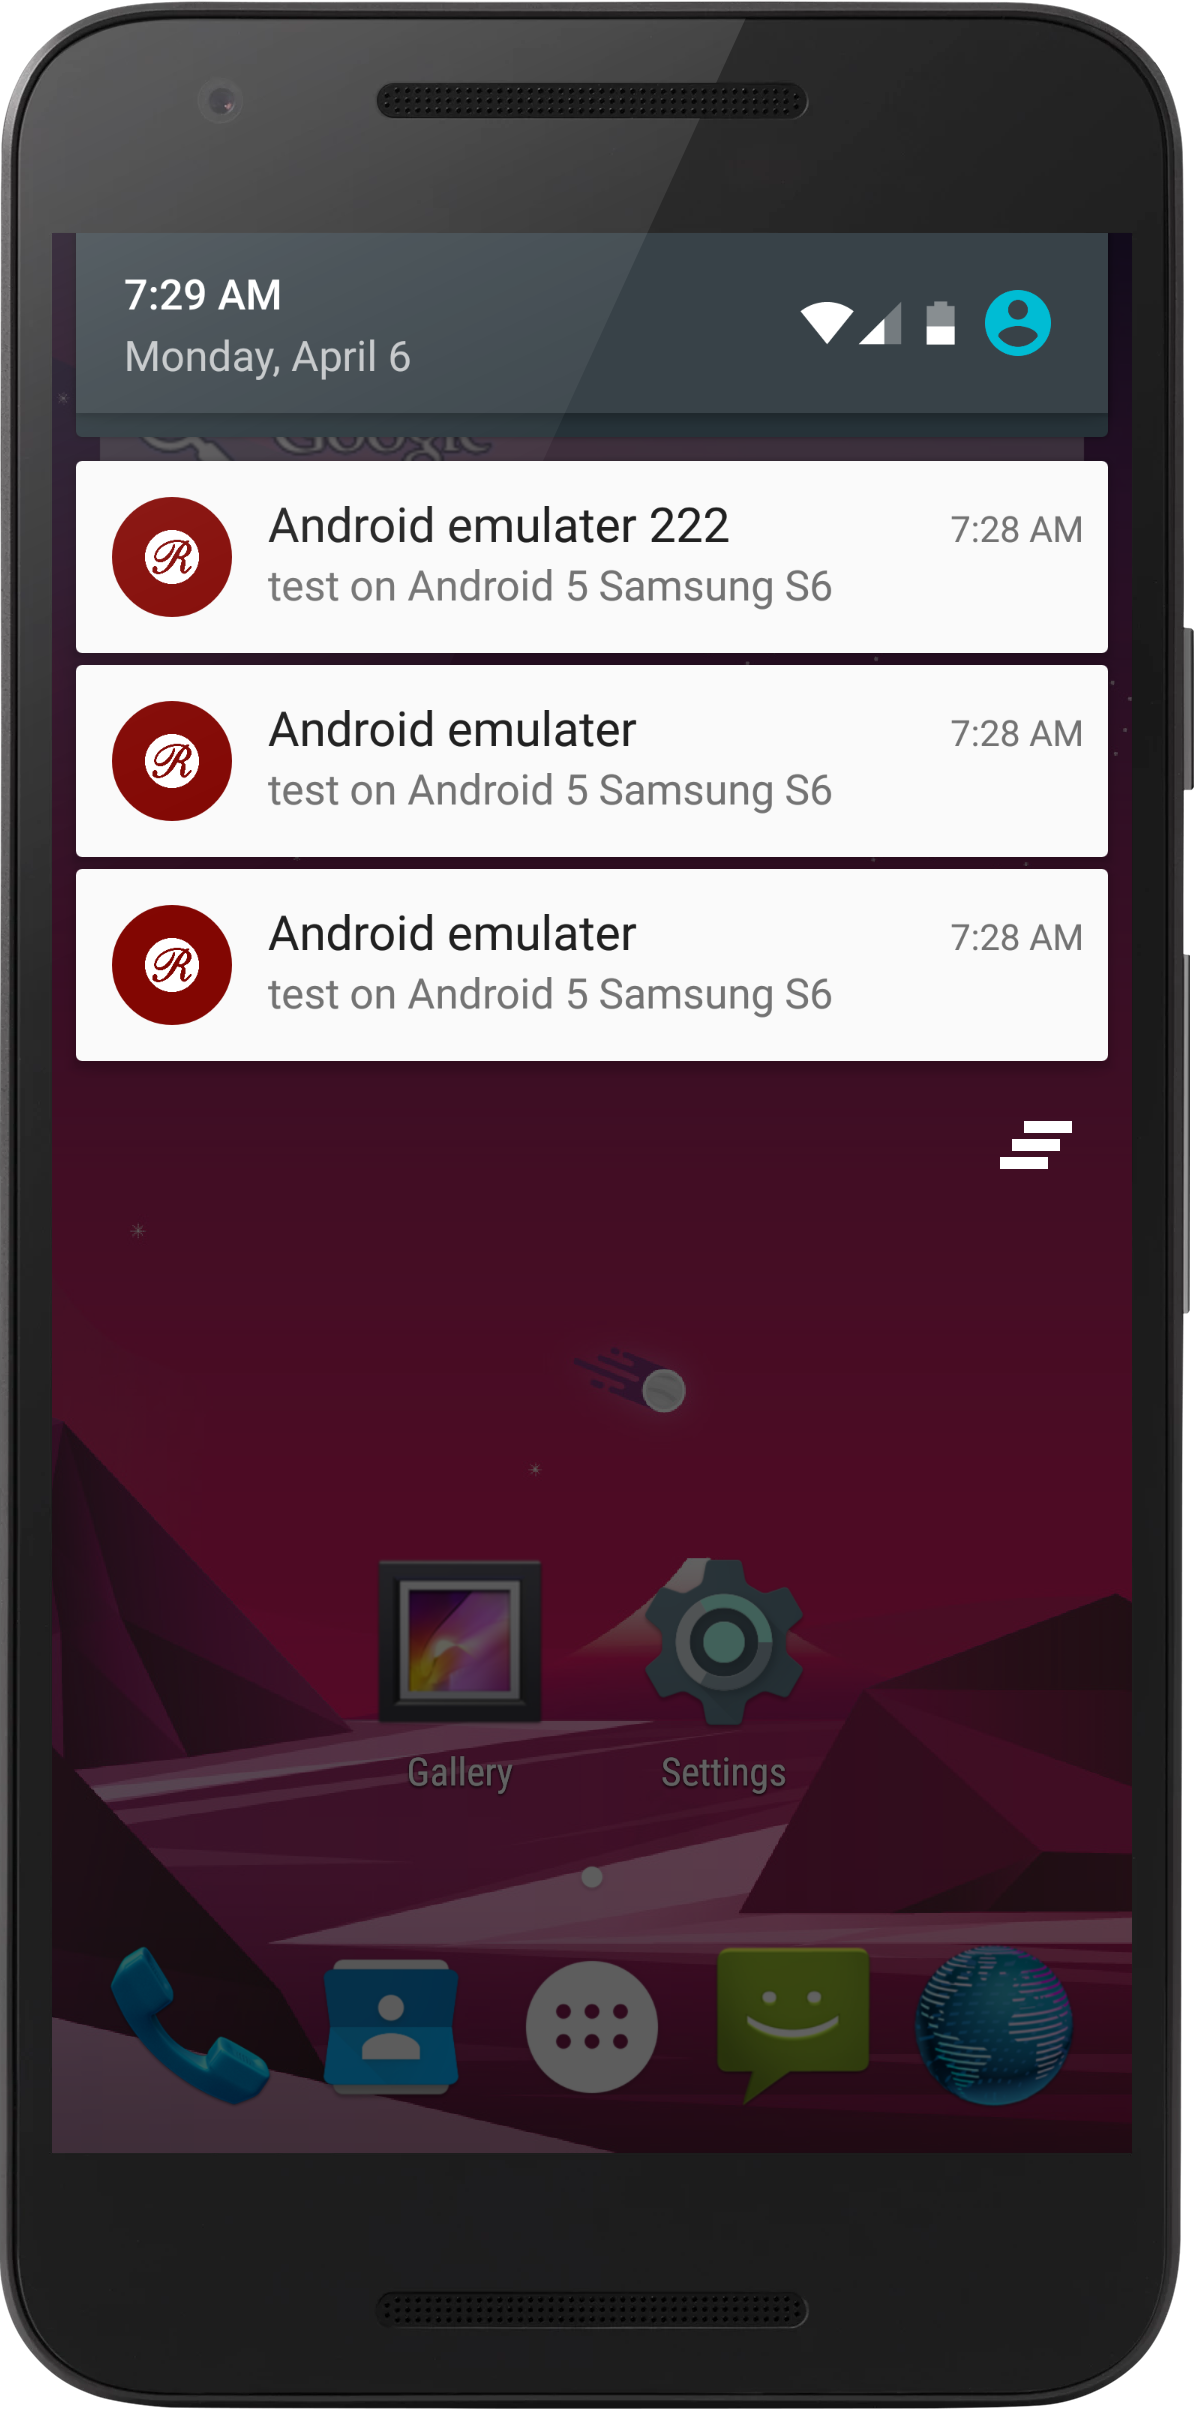 7:29 AM
Monday, April 6
Google
Android emulater 222
7:28 AM
test on Android 5 Samsung S6
Android emulater
7:28 AM
test on Android 5 Samsung S6
Android emulater
7:28 AM
test on Android 5 Samsung S6
Gallery
Settings